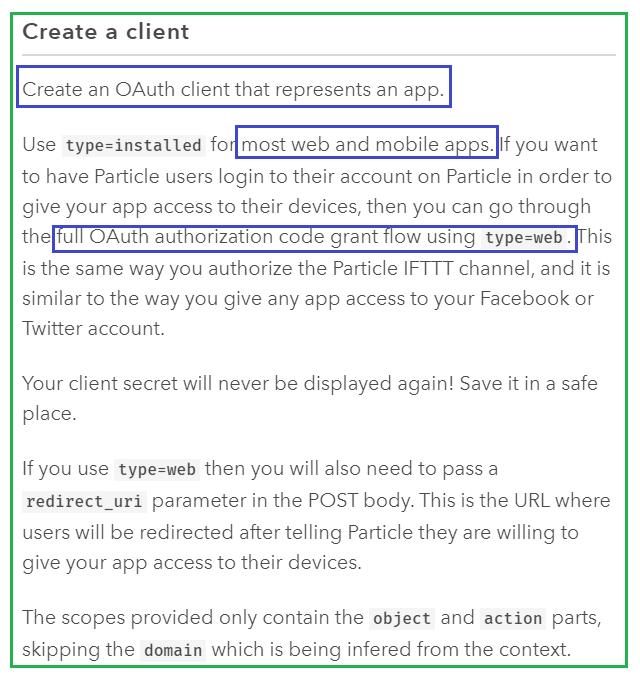 Create a client
Create an OAuth client that represents an app.
Use type=installed for most web and mobile apps. If you want
to have Particle users login to their account on Particle in order to
give your app access to their devices, then you can go through
the full OAuth authorization code grant flow using type=web. This
is the same way you authorize the Particle IFTTT channel, and it is
similar to the way you give any app access to your Facebook or
Twitter account.
Your client secret will never be displayed again! Save it in a safe
place.
If you use type=web then you will also need to pass a
redirect_uri parameter in the POST body. This is the URL where
users will be redirected after telling Particle they are willing to
give your app access to their devices.
The scopes provided only contain the object and action parts,
skipping the domain which is being infered from the context.